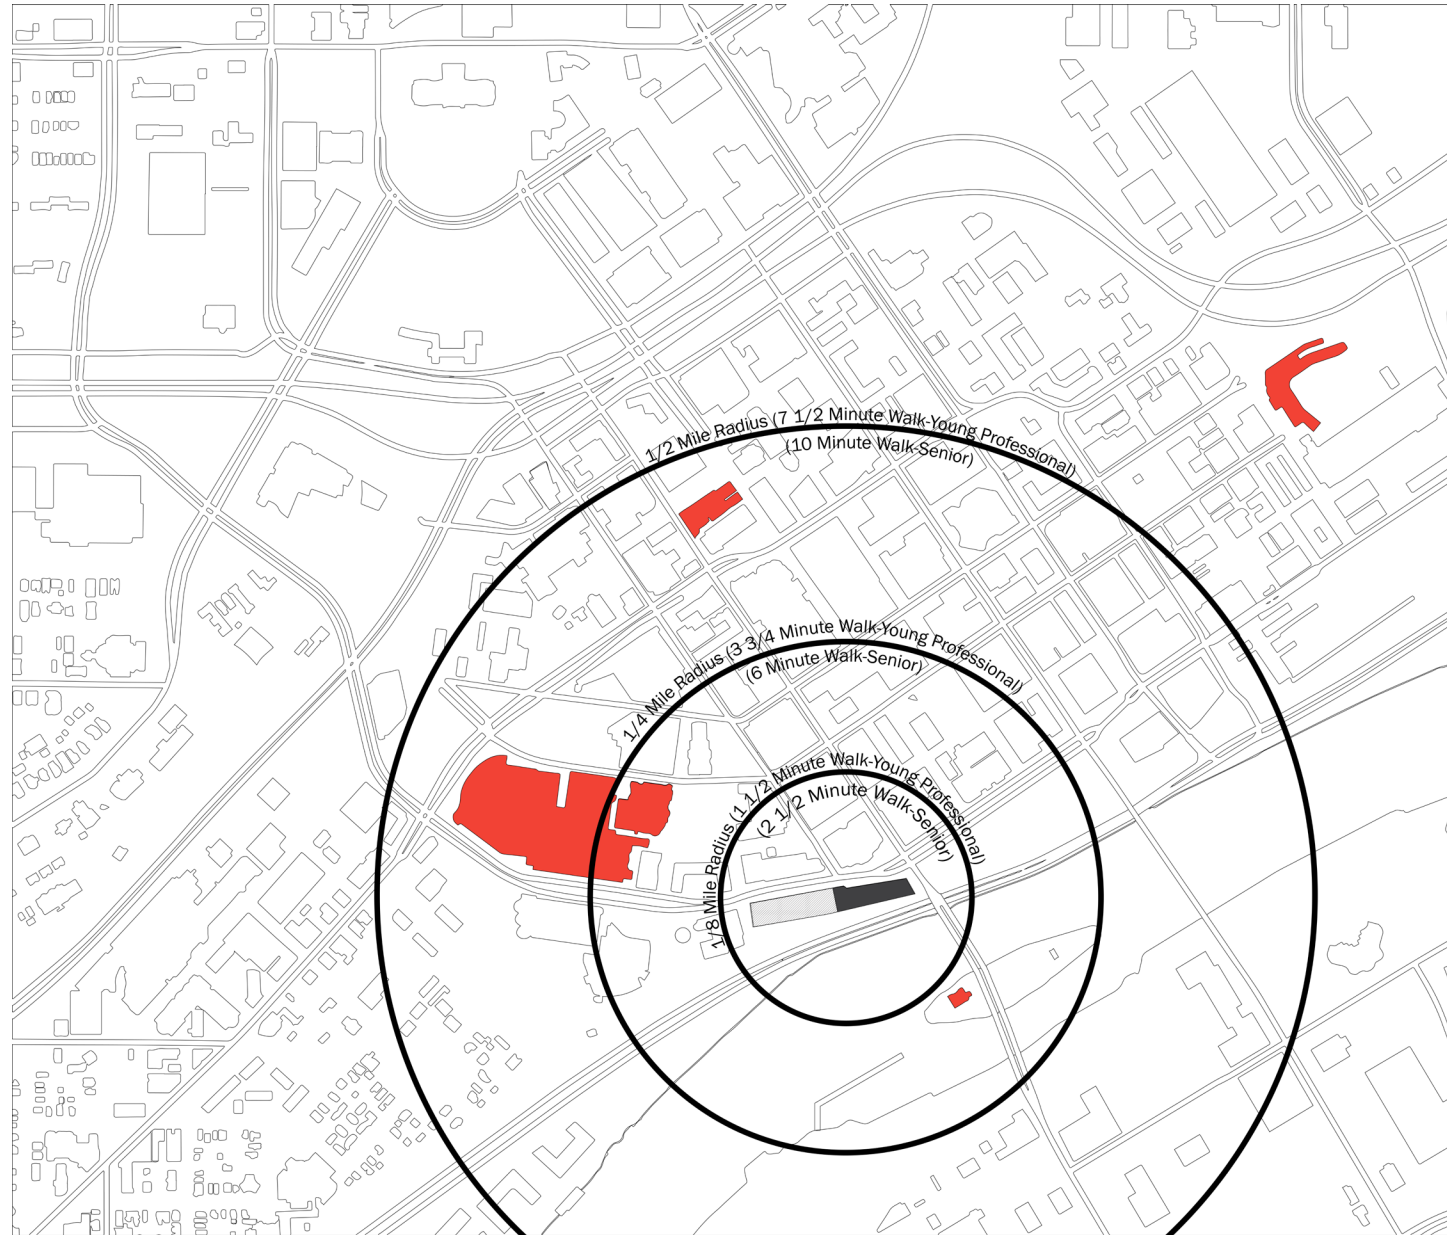 1/2 Mile Radius (7 1/2 Minute Walk-Young Professional)
(10 Minute Walk-Senior)
1/4 Mile Radius (3 3/4 Minute Walk-Young Professional)
(6 Minute Walk-Senior)
1/8 Mile Radius (1 1/2 Minute Walk-Young Professional)
(2 1/2 Minute Walk-Senior)